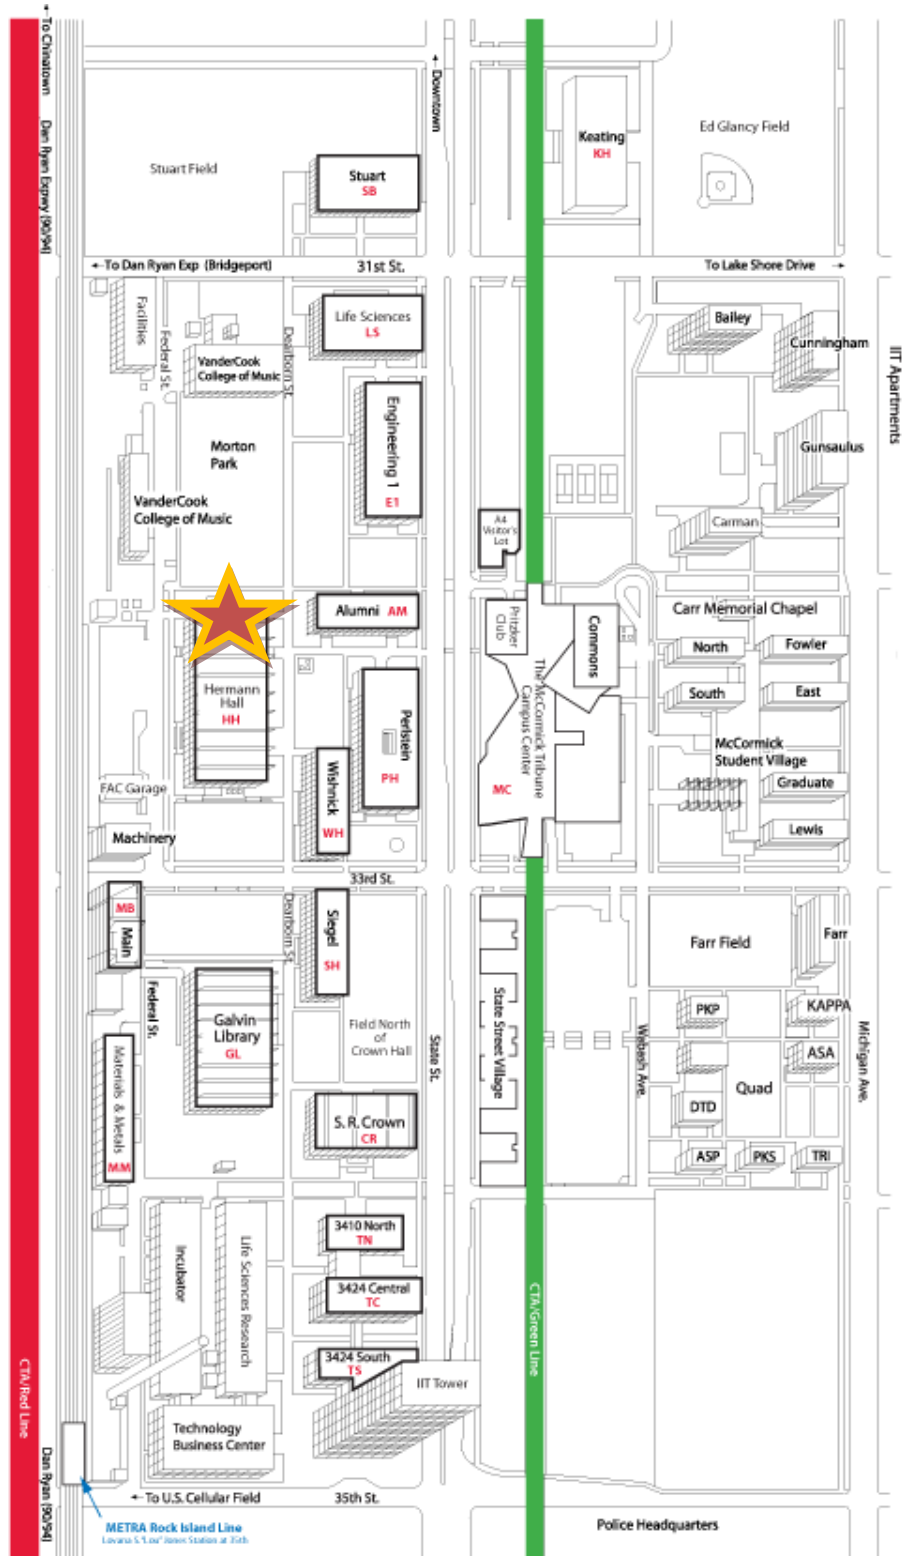 To Chinatown
Dan Ryan Expwy (90/94)
Downtown
Stuart Field
Stuart
SB
Keating
KH
Ed Glancy Field
To Dan Ryan Exp (Bridgeport)
31st St.
To Lake Shore Drive
Facilities
Federal St.
Dearborn St.
Life Sciences
LS
VanderCook
College of Music
Bailey
Cunningham
IIT Apartments
Engineering 1
E1
Morton
Park
Gunsaulus
VanderCook
College of Music
A4
Visitor's
Lot
Carman
Alumni AM
Pritzker
Club
Commons
Carr Memorial Chapel
North
Fowler
South
East
Hermann
Hall
HH
Perlstein
PH
The McCormick Tribune
Campus Center
MC
McCormick
Student Village
Wishnick
WH
FAC Garage
Graduate
Machinery
Lewis
33rd St.
MB
Main
Dearborn St.
Siegel
SH
Farr Field
Farr
Federal St.
Galvin
Library
GL
Field North
of
Crown Hall
State St.
State Street Village
Wabash Ave.
PKP
KAPPA
Michigan Ave.
ASA
Quad
DTD
Materials & Metals
MM
S. R. Crown
CR
ASP
PKS
TRI
3410 North
TN
Incubator
Life Sciences Research
3424 Central
TC
CTA/Green Line
3424 South
TS
IIT Tower
CTA/Red Line
Technology
Business Center
Dan Ryan (90/94)
To U.S. Cellular Field
35th St.
METRA Rock Island Line
Lovana S. "Lou" Jones Station at 35th
Police Headquarters